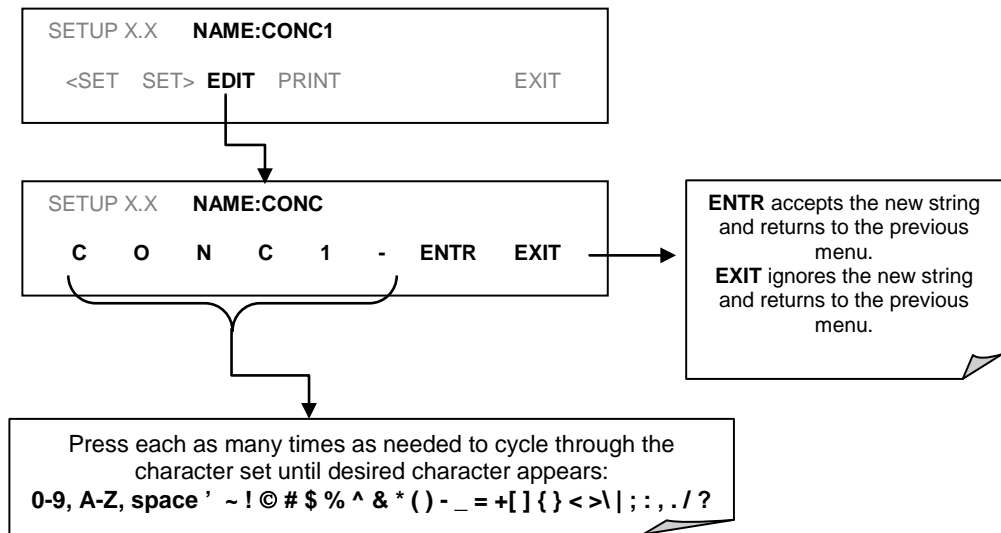 SETUP X.X NAME:CONC1
<SET SET> EDIT PRINT EXIT
SETUP X.X NAME:CONC
C O N C 1 - ENTR EXIT
ENTR accepts the new string
and returns to the previous
menu.
EXIT ignores the new string
and returns to the previous
menu.
Press each as many times as needed to cycle through the
character set until desired character appears:
0-9, A-Z, space ’ ~ ! © # $ % ^ & * ( ) - _ = +[ ] { } < >\ | ; : , . / ?